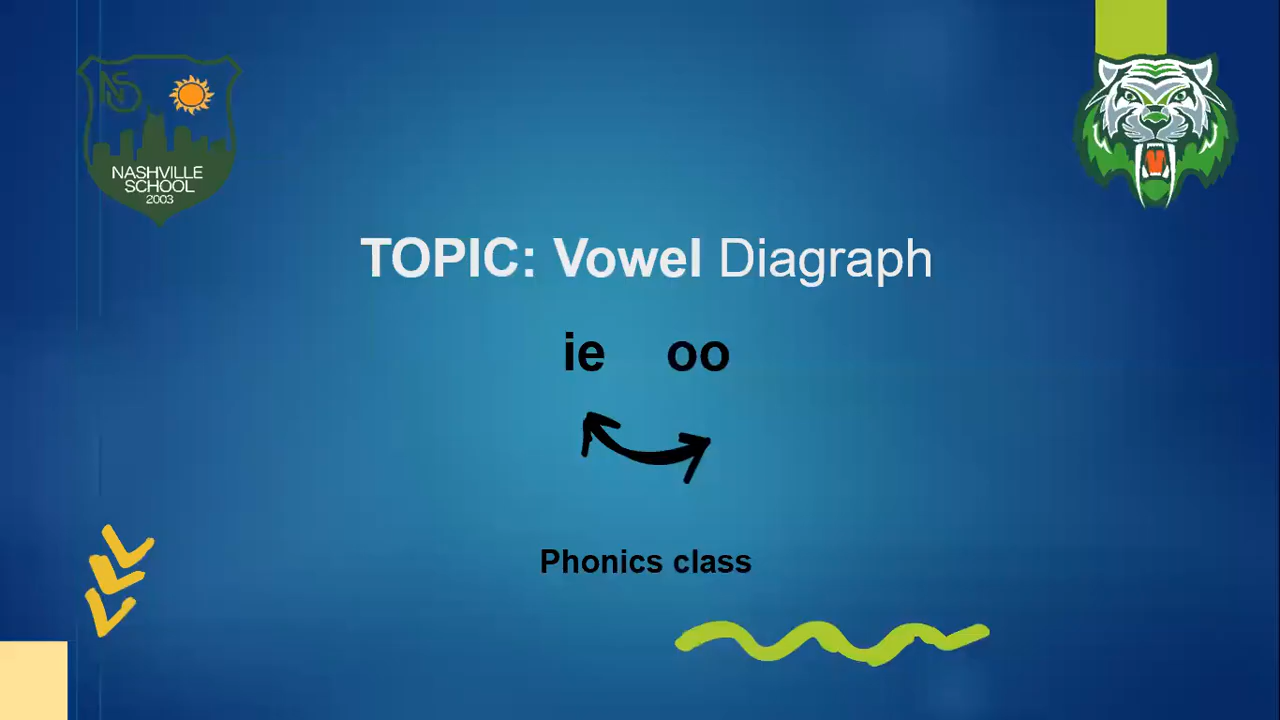 NASHVILLE
SCHOOL
2003
TOPIC: Vowel Diagraph
ie oo
Phonics class